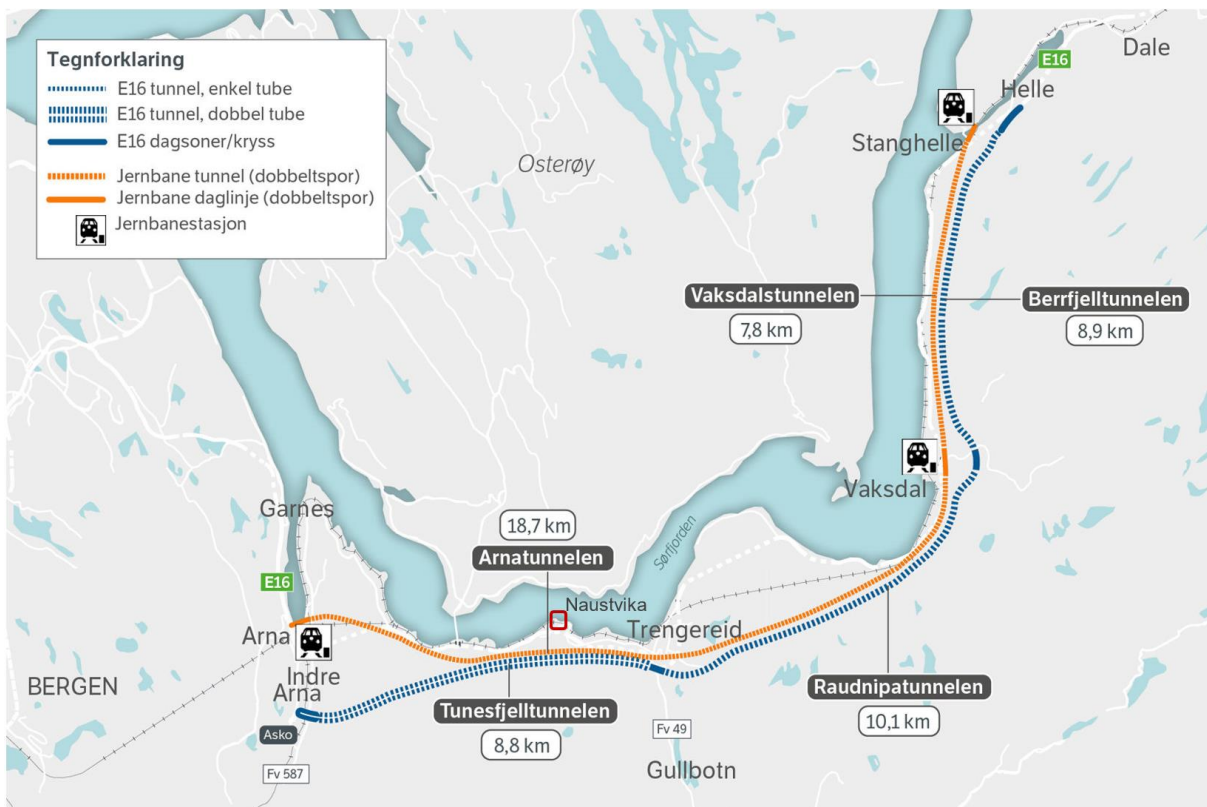 Tegnforklaring
E16 tunnel, enkel tube
E16 tunnel, dobbel tube
E16 dagsoner/kryss
Jernbane tunnel (dobbeltspor)
Jernbane daglinje (dobbeltspor)
Jernbanestasjon
Dale
E16
Helle
Stanghelle
Osterøy
Vaksdalstunnelen
7,8 km
Berrfjelltunnelen
8,9 km
Vaksdal
Garnes
18,7 km
Arnatunnelen
Sørfjorden
E16
Naustvika
Arna
Trengereid
Indre
Arna
BERGEN
Raudnipatunnelen
10,1 km
Tunesfjelltunnelen
8,8 km
Asko
Fv 49
Fv 587
Gullbotn